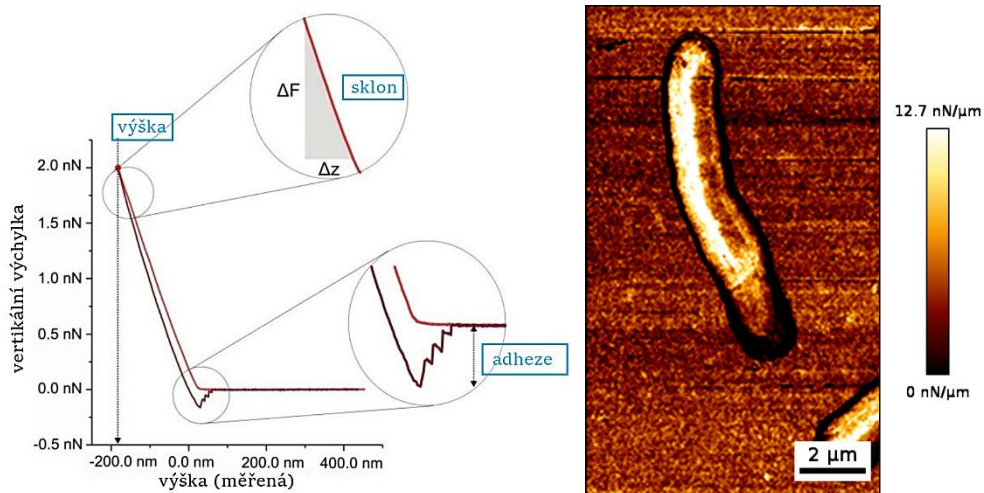 sklon
ΔF
Δz
výška
2.0 nN
1.5 nN
1.0 nN
0.5 nN
0.0 nN
-0.5 nN
vertikální výchylka
adheze
-200.0 nm
0.0 nm
200.0 nm
400.0 nm
výška (měřená)
12.7 nN/µm
0 nN/µm
2 µm